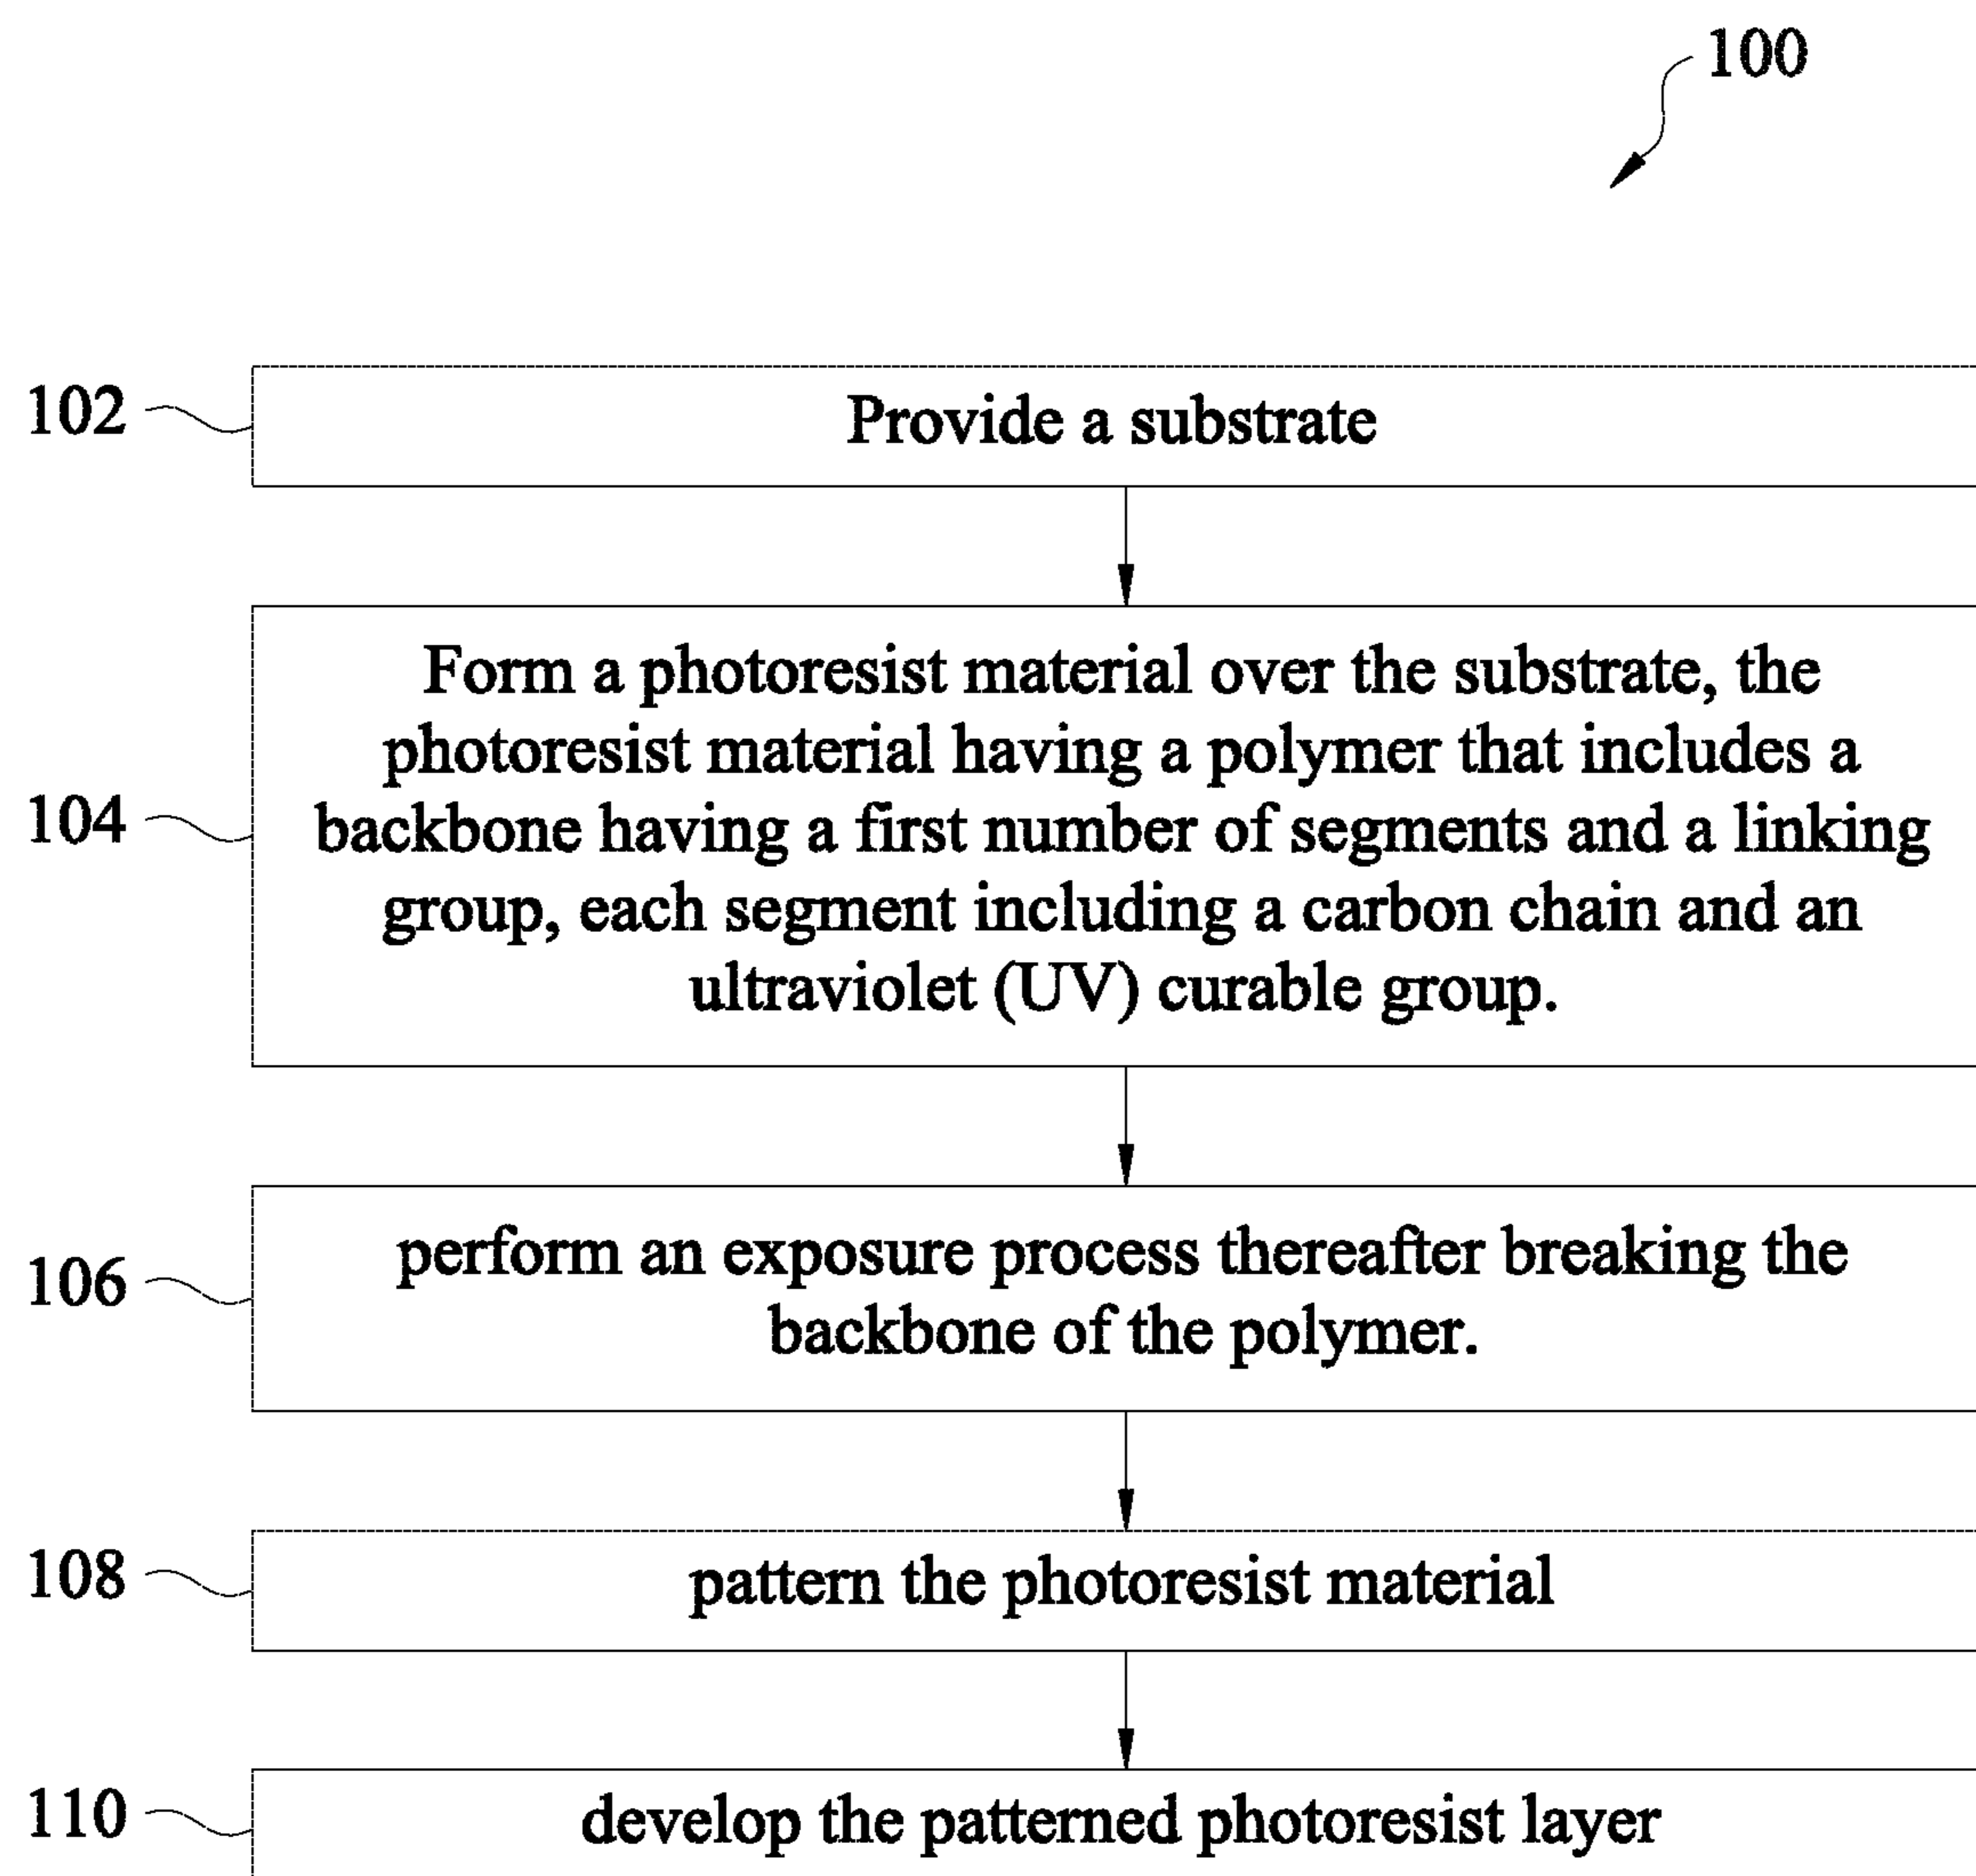 100
102
Provide a substrate
104
Form a photoresist material over the substrate, the
photoresist material having a polymer that includes a
backbone having a first number of segments and a linking
group, each segment including a carbon chain and an
ultraviolet (UV) curable group.
106
perform an exposure process thereafter breaking the
backbone of the polymer.
108
pattern the photoresist material
110
develop the patterned photoresist layer